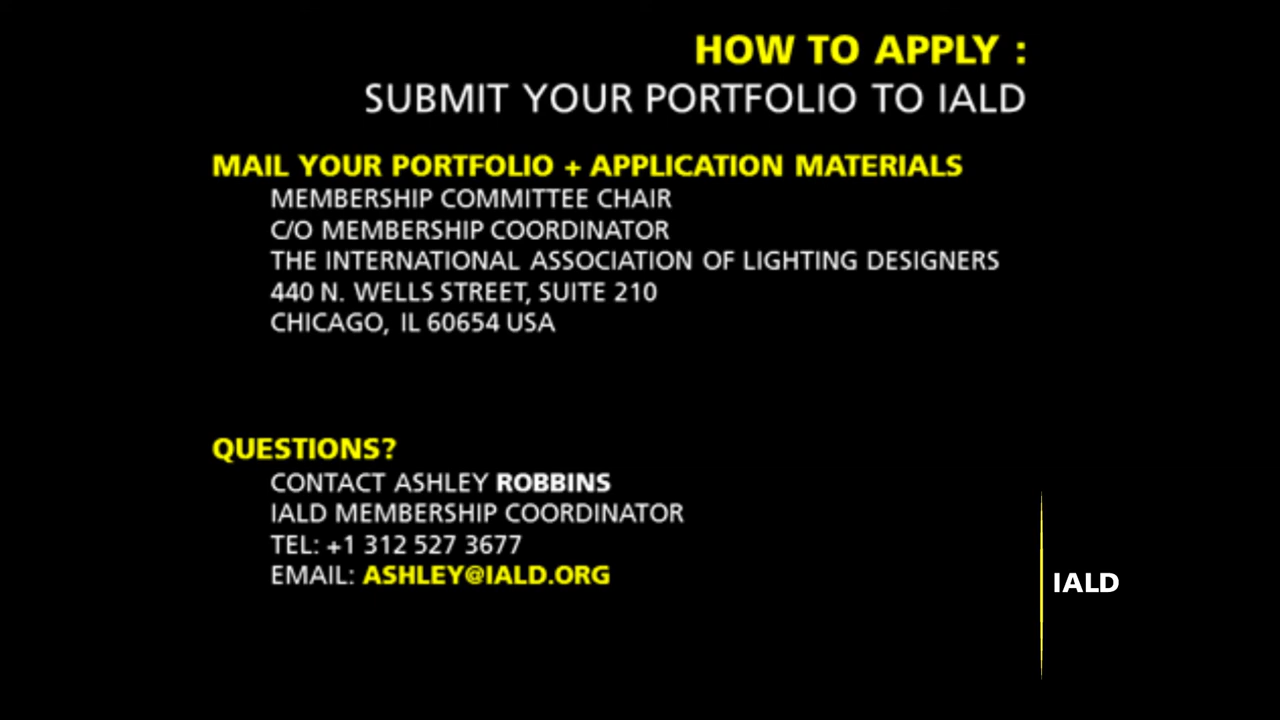 HOW TO APPLY :
SUBMIT YOUR PORTFOLIO TO IALD
MAIL YOUR PORTFOLIO + APPLICATION MATERIALS
MEMBERSHIP COMMITTEE CHAIR
C/O MEMBERSHIP COORDINATOR
THE INTERNATIONAL ASSOCIATION OF LIGHTING DESIGNERS
440 N. WELLS STREET, SUITE 210
CHICAGO, IL 60654 USA
QUESTIONS?
CONTACT ASHLEY ROBBINS
IALD MEMBERSHIP COORDINATOR
TEL: +1 312 527 3677
EMAIL: ASHLEY@IALD.ORG
IALD